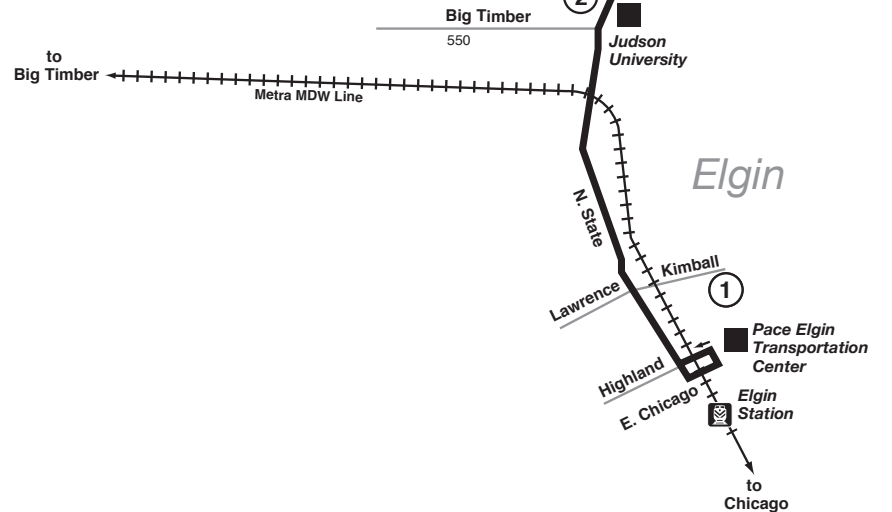 2
Big Timber
550
Judson
University
to
Big Timber
Metra MDW Line
Elgin
N. State
Kimball
Lawrence
1
Pace Elgin
Transportation
Center
Highland
E. Chicago
Elgin
Station
to
Chicago